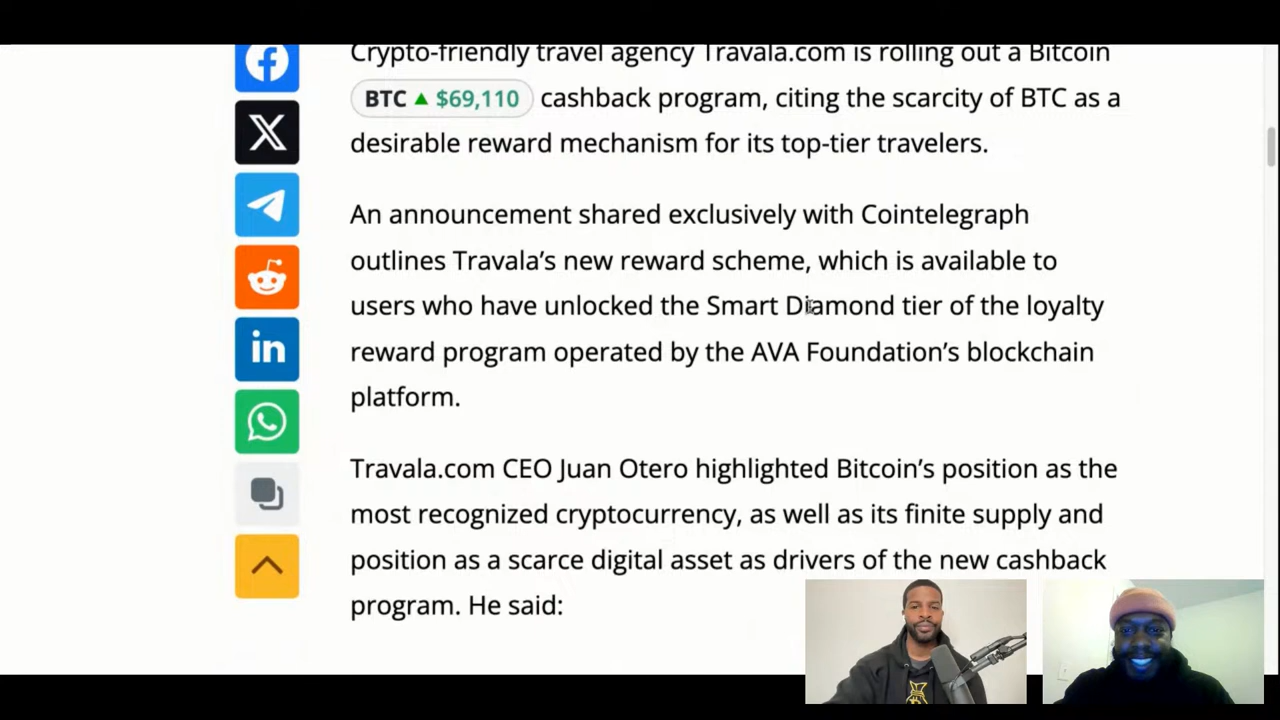 Crypto-friendly travel agency Travala.com is rolling out a Bitcoin
BTC ▲ $69,110 cashback program, citing the scarcity of BTC as a
desirable reward mechanism for its top-tier travelers.
An announcement shared exclusively with Cointelegraph
outlines Travala’s new reward scheme, which is available to
users who have unlocked the Smart Diamond tier of the loyalty
reward program operated by the AVA Foundation’s blockchain
platform.
Travala.com CEO Juan Otero highlighted Bitcoin’s position as the
most recognized cryptocurrency, as well as its finite supply and
position as a scarce digital asset as drivers of the new cashback
program. He said:
in